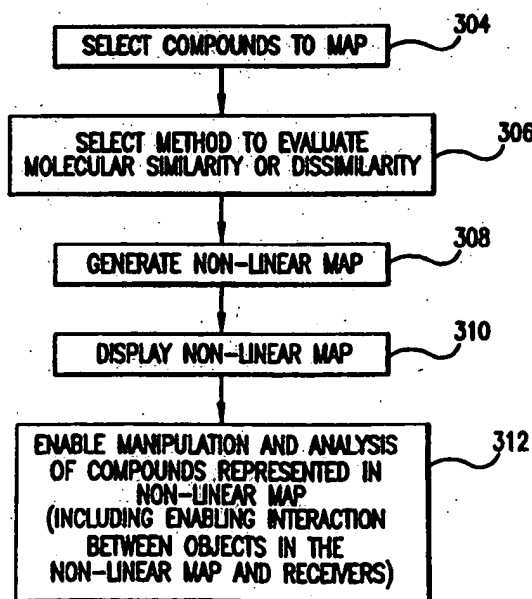 304
SELECT COMPOUNDS TO MAP
306
SELECT METHOD TO EVALUATE
MOLECULAR SIMILARITY OR DISSIMILARITY
308
GENERATE NON-LINEAR MAP
310
DISPLAY NON-LINEAR MAP
312
ENABLE MANIPULATION AND ANALYSIS
OF COMPOUNDS REPRESENTED IN
NON-LINEAR MAP
(INCLUDING ENABLING INTERACTION
BETWEEN OBJECTS IN THE
NON-LINEAR MAP AND RECEIVERS)